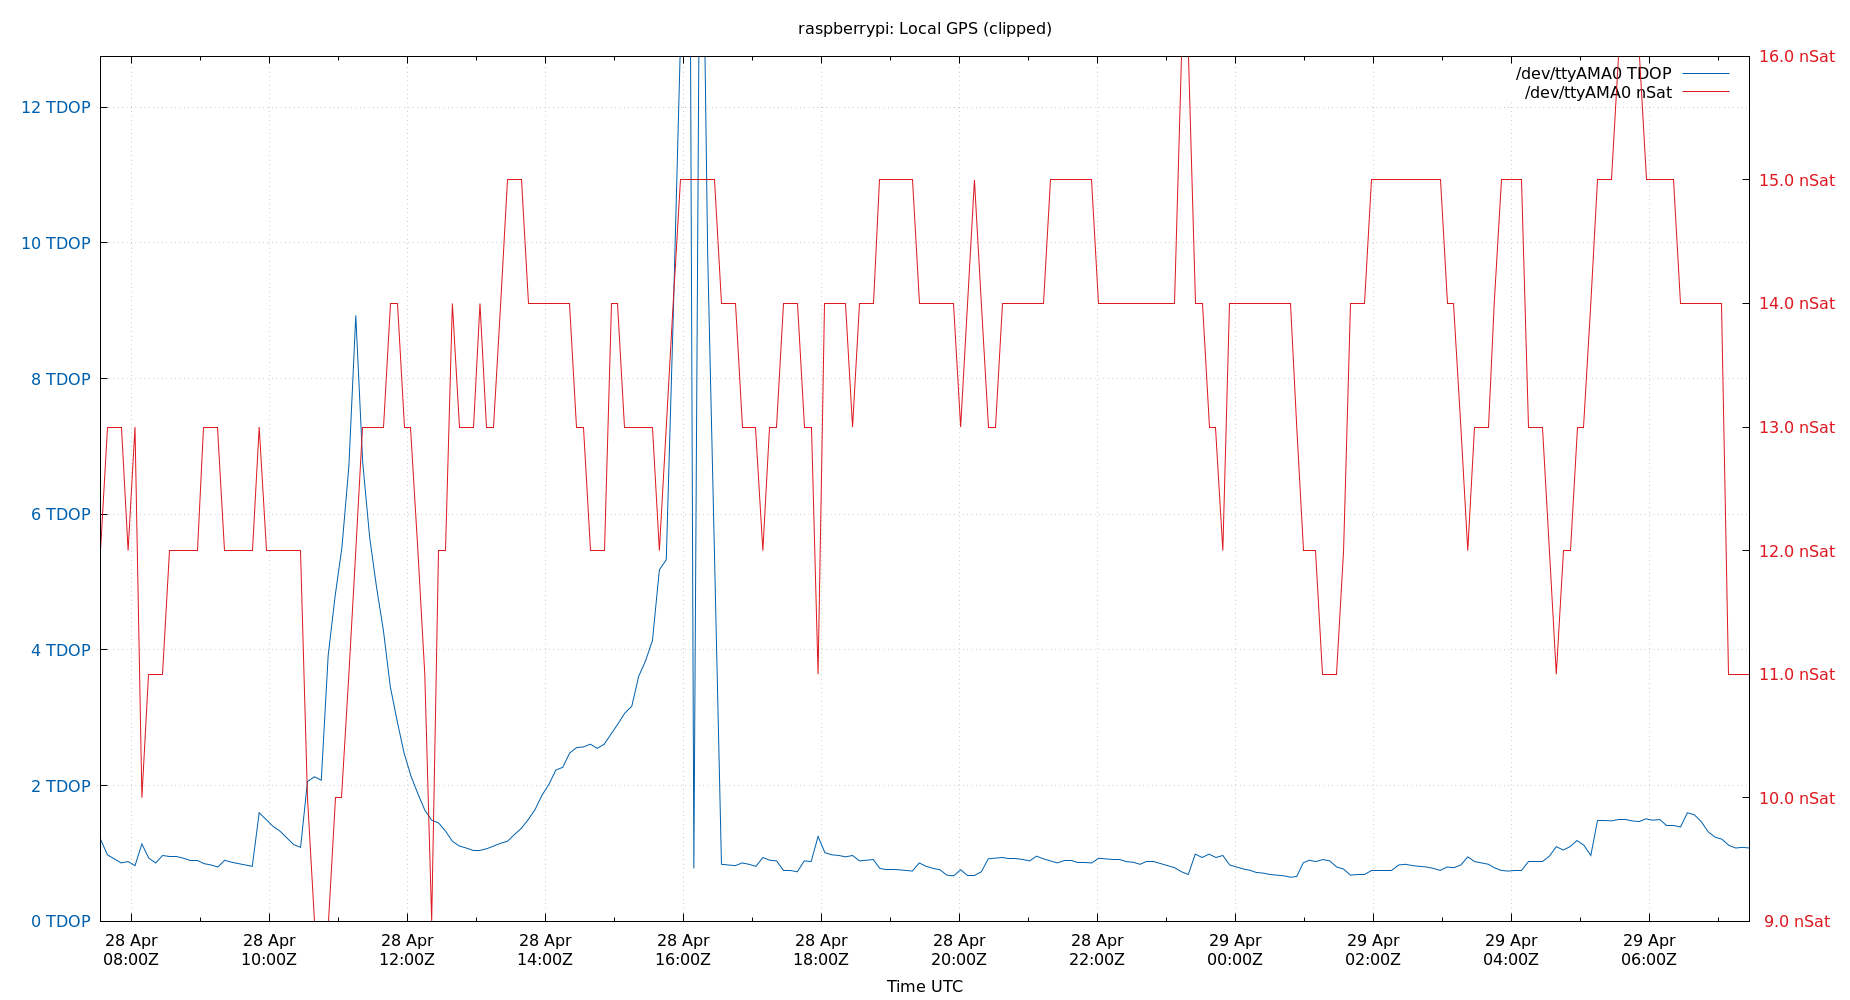 raspberrypi: Local GPS (clipped)
16.0 nSat
/dev/ttyAMA0 TDOP
/dev/ttyAMA0 nSat
12 TDOP
15.0 nSat
10 TDOP
14.0 nSat
8 TDOP
13.0 nSat
6 TDOP
12.0 nSat
4 TDOP
11.0 nSat
2 TDOP
10.0 nSat
0 TDOP
9.0 nSat
28 Apr 28 Apr 28 Apr 28 Apr 28 Apr 28 Apr 28 Apr 28 Apr 29 Apr 29 Apr 29 Apr 29 Apr
08:00Z 10:00Z 12:00Z 14:00Z 16:00Z 18:00Z 20:00Z 22:00Z 00:00Z 02:00Z 04:00Z 06:00Z
Time UTC